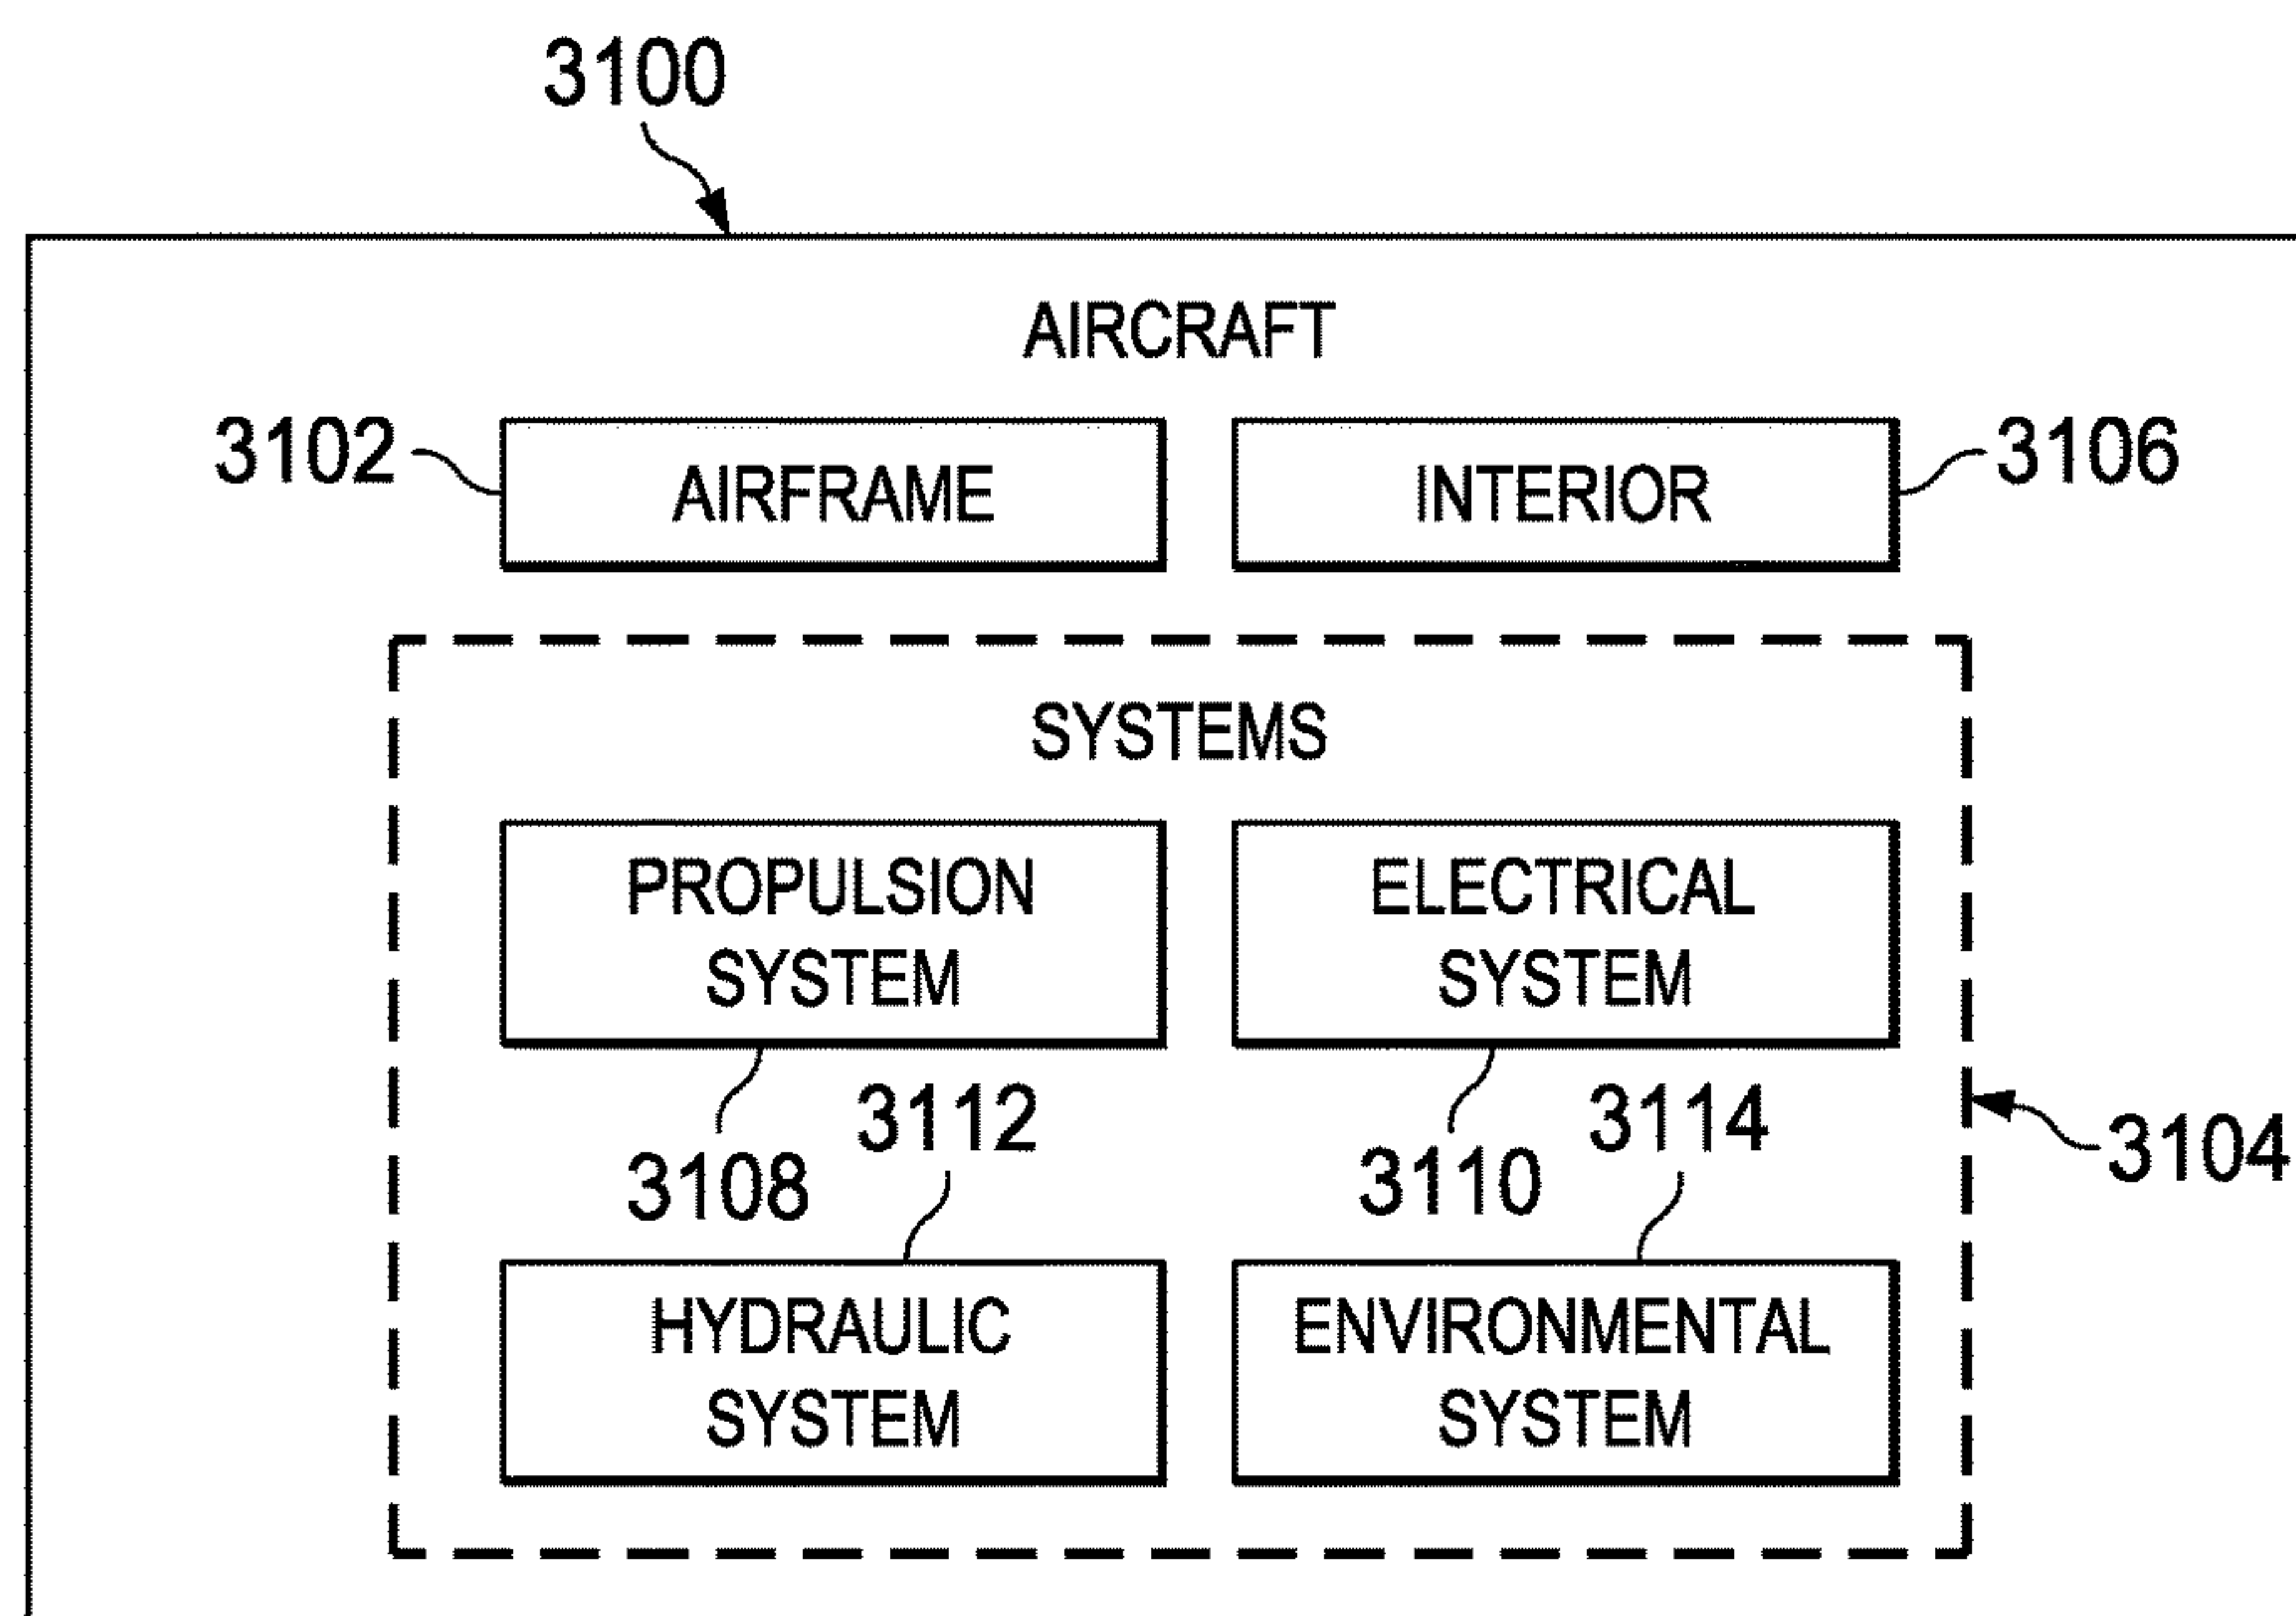 3100
AIRCRAFT
3102
AIRFRAME
INTERIOR
3106
SYSTEMS
PROPULSION
SYSTEM
ELECTRICAL
SYSTEM
3108
3112
3110
3114
3104
HYDRAULIC
SYSTEM
ENVIRONMENTAL
SYSTEM